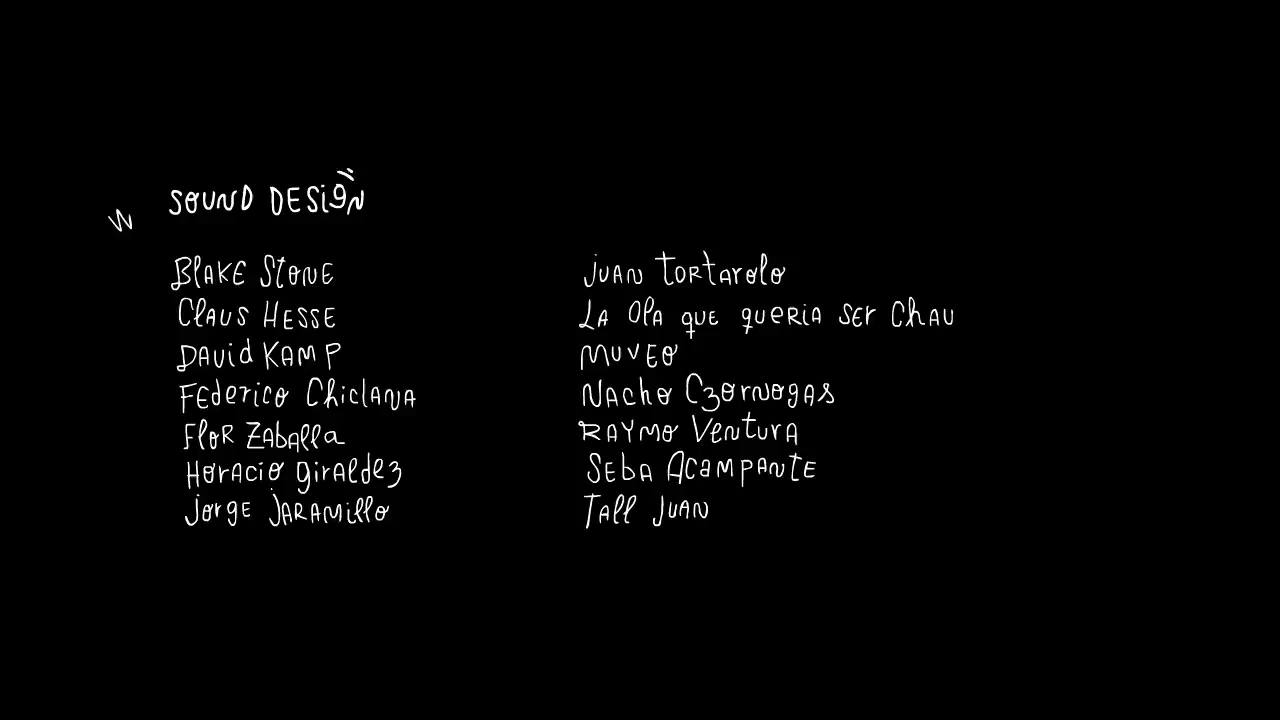 SOUND DESIGN
BLAKE STONE
CLAUS HESSE
DAVID KAMP
FEDERICO CHICLANA
FLOR ZABALLA
HORACIO GIRALDEZ
JORGE JARAMILLO
JUAN TORTAROLO
LA OLA QUE QUERIA SER CHAU
MUVEO
NACHO CZORNOGAS
RAYMO VENTURA
SEBA ACAMPANTE
TALL JUAN